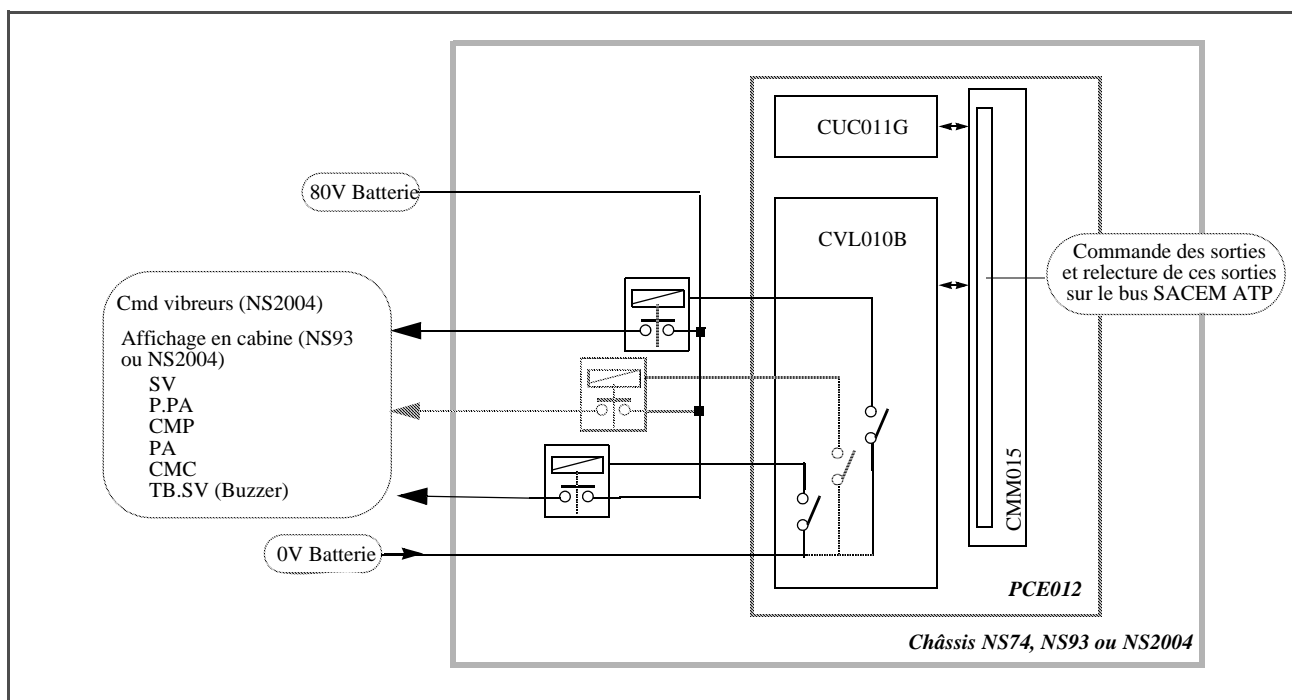 CUC011G
80V Batterie
CVL010B
Commande des sorties
et relecture de ces sorties
sur le bus SACEM ATP
Cmd vibreurs (NS2004)
Affichage en cabine (NS93
ou NS2004)
SV
P.PA
CMP
PA
CMC
TB.SV (Buzzer)
CMM015
0V Batterie
PCE012
Châssis NS74, NS93 ou NS2004